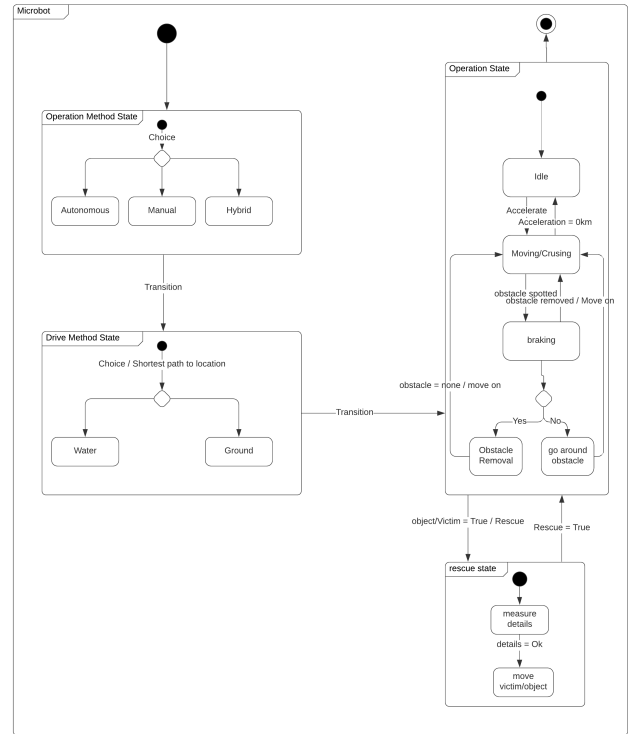 Microbot
Operation Method State
Choice
Autonomous
Manual
Hybrid
Transition
Drive Method State
Choice / Shortest path to location
Water
Ground
Transition
Operation State
Idle
Accelerate
Acceleration = 0km
Moving/Crusing
obstacle spotted
obstacle removed / Move on
braking
obstacle = none / move on
Yes
No
Obstacle
Removal
go around
obstacle
object/Victim = True / Rescue
Rescue = True
rescue state
measure
details
details = Ok
move
victim/object